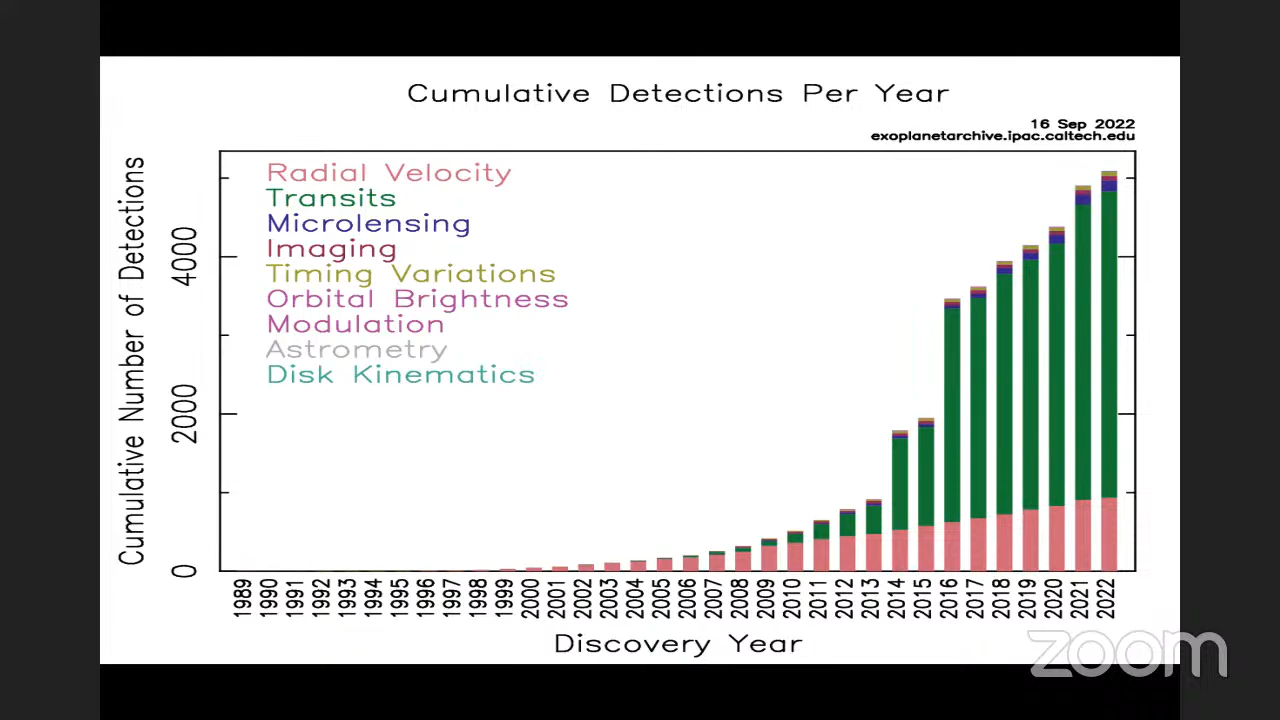 Cumulative Detections Per Year
16 Sep 2022
exoplanetarchive.ipac.caltech.edu
Cumulative Number of Detections
4000
2000
0
Radial Velocity
Transits
Microlensing
Imaging
Timing Variations
Orbital Brightness
Modulation
Astrometry
Disk Kinematics
1989 1990 1991 1992 1993 1994 1995 1996 1997 1998 1999 2000 2001 2002 2003 2004 2005 2006 2007 2008 2009 2010 2011 2012 2013 2014 2015 2016 2017 2018 2019 2020 2021 2022
Discovery Year
zoom